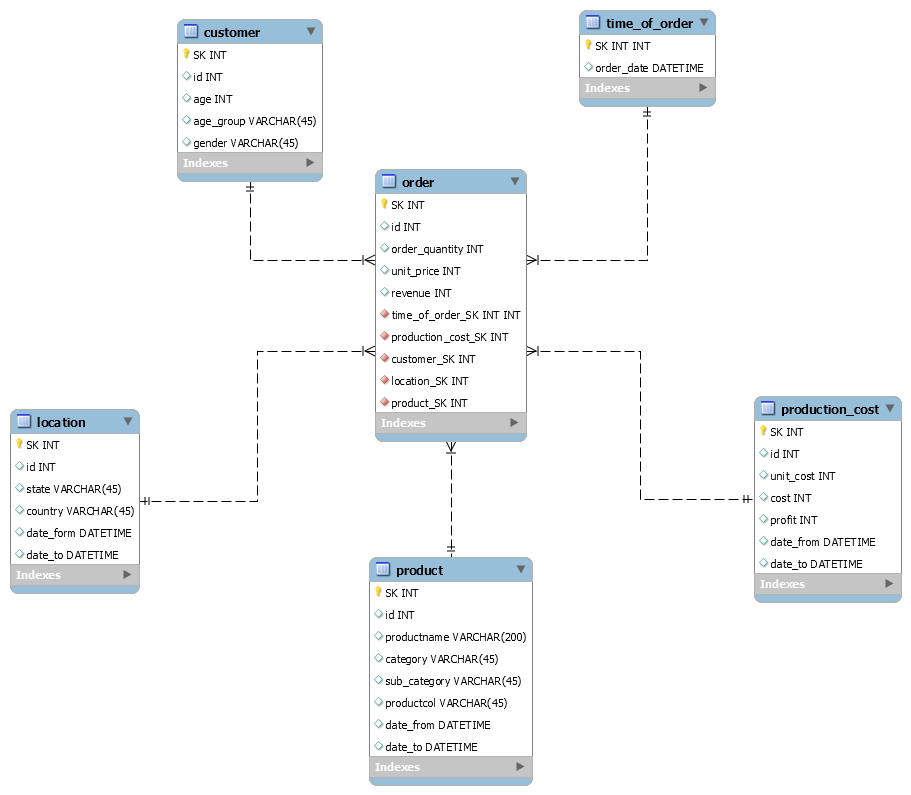 customer
SK INT
id INT
age INT
age_group VARCHAR(45)
gender VARCHAR(45)
Indexes
time_of_order
SK INT INT
order_date DATETIME
Indexes
order
SK INT
id INT
order_quantity INT
unit_price INT
revenue INT
time_of_order_SK INT INT
production_cost_SK INT
customer_SK INT
location_SK INT
product_SK INT
Indexes
location
SK INT
id INT
state VARCHAR(45)
country VARCHAR(45)
date_form DATETIME
date_to DATETIME
Indexes
production_cost
SK INT
id INT
unit_cost INT
cost INT
profit INT
date_from DATETIME
date_to DATETIME
Indexes
product
SK INT
id INT
productname VARCHAR(200)
category VARCHAR(45)
sub_category VARCHAR(45)
productcol VARCHAR(45)
date_from DATETIME
date_to DATETIME
Indexes